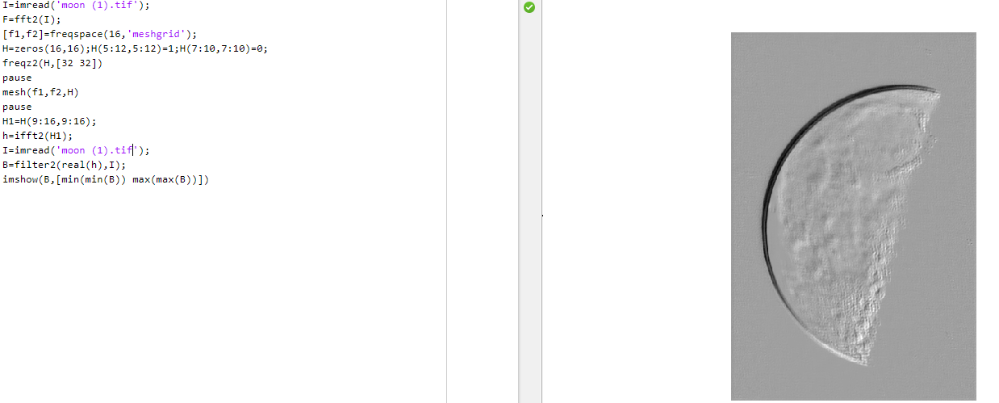 I=imread('moon (1).tif');
F=fft2(I);
[f1,f2]=freqspace(16,'meshgrid');
H=zeros(16,16);H(5:12,5:12)=1;H(7:10,7:10)=0;
freqz2(H,[32 32])
pause
mesh(f1,f2,H)
pause
H1=H(9:16,9:16);
h=ifft2(H1);
I=imread('moon (1).tif');
B=filter2(real(h),I);
imshow(B,[min(min(B)) max(max(B))])